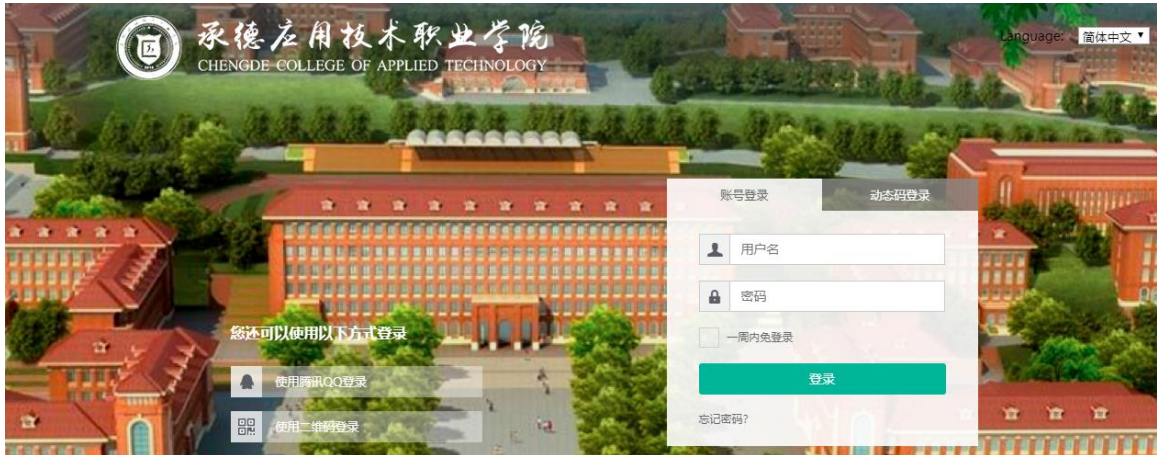 承德应用技术职业学院
CHENGDE COLLEGE OF APPLIED TECHNOLOGY
Language: 简体中文
账号登录 动态码登录
用户名
密码
一周内免登录
登录
忘记密码?
您还可以使用以下方式登录
使用腾讯QQ登录
使用二维码登录